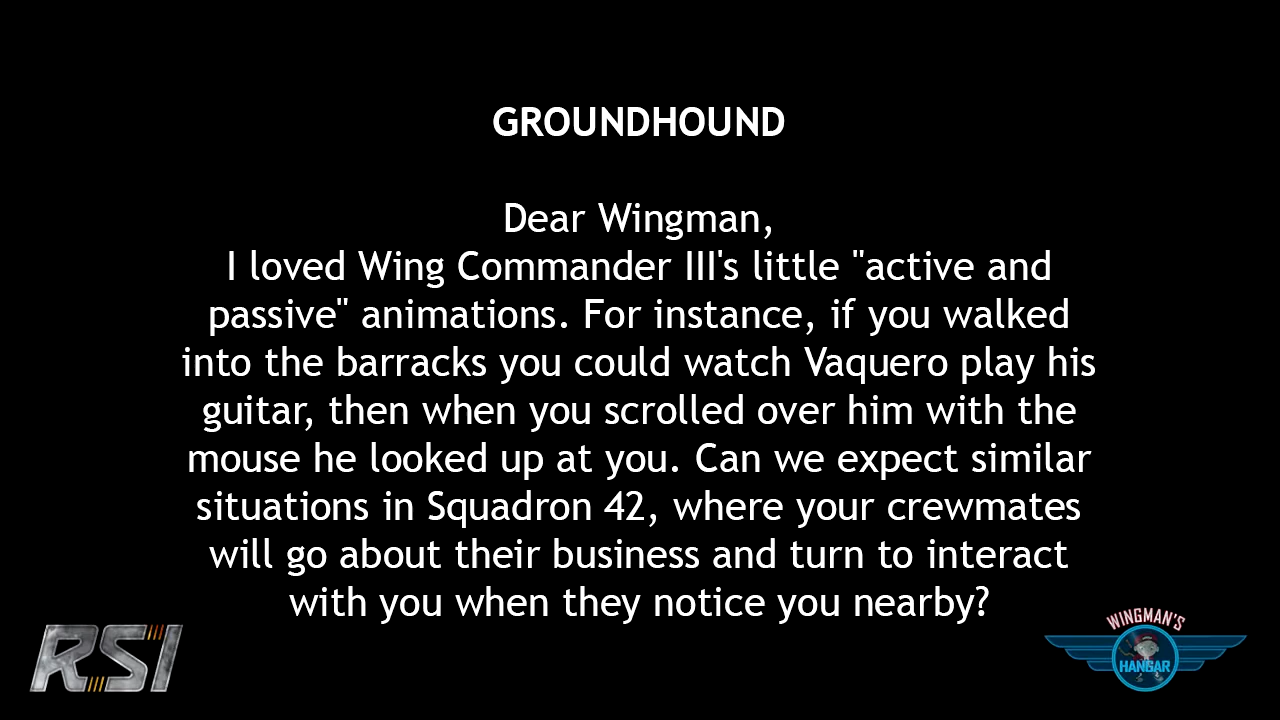 GROUNDHOUND
Dear Wingman,
I loved Wing Commander III's little "active and
passive" animations. For instance, if you walked
into the barracks you could watch Vaquero play his
guitar, then when you scrolled over him with the
mouse he looked up at you. Can we expect similar
situations in Squadron 42, where your crewmates
will go about their business and turn to interact
with you when they notice you nearby?
RSI
WINGMAN'S
HANGAR